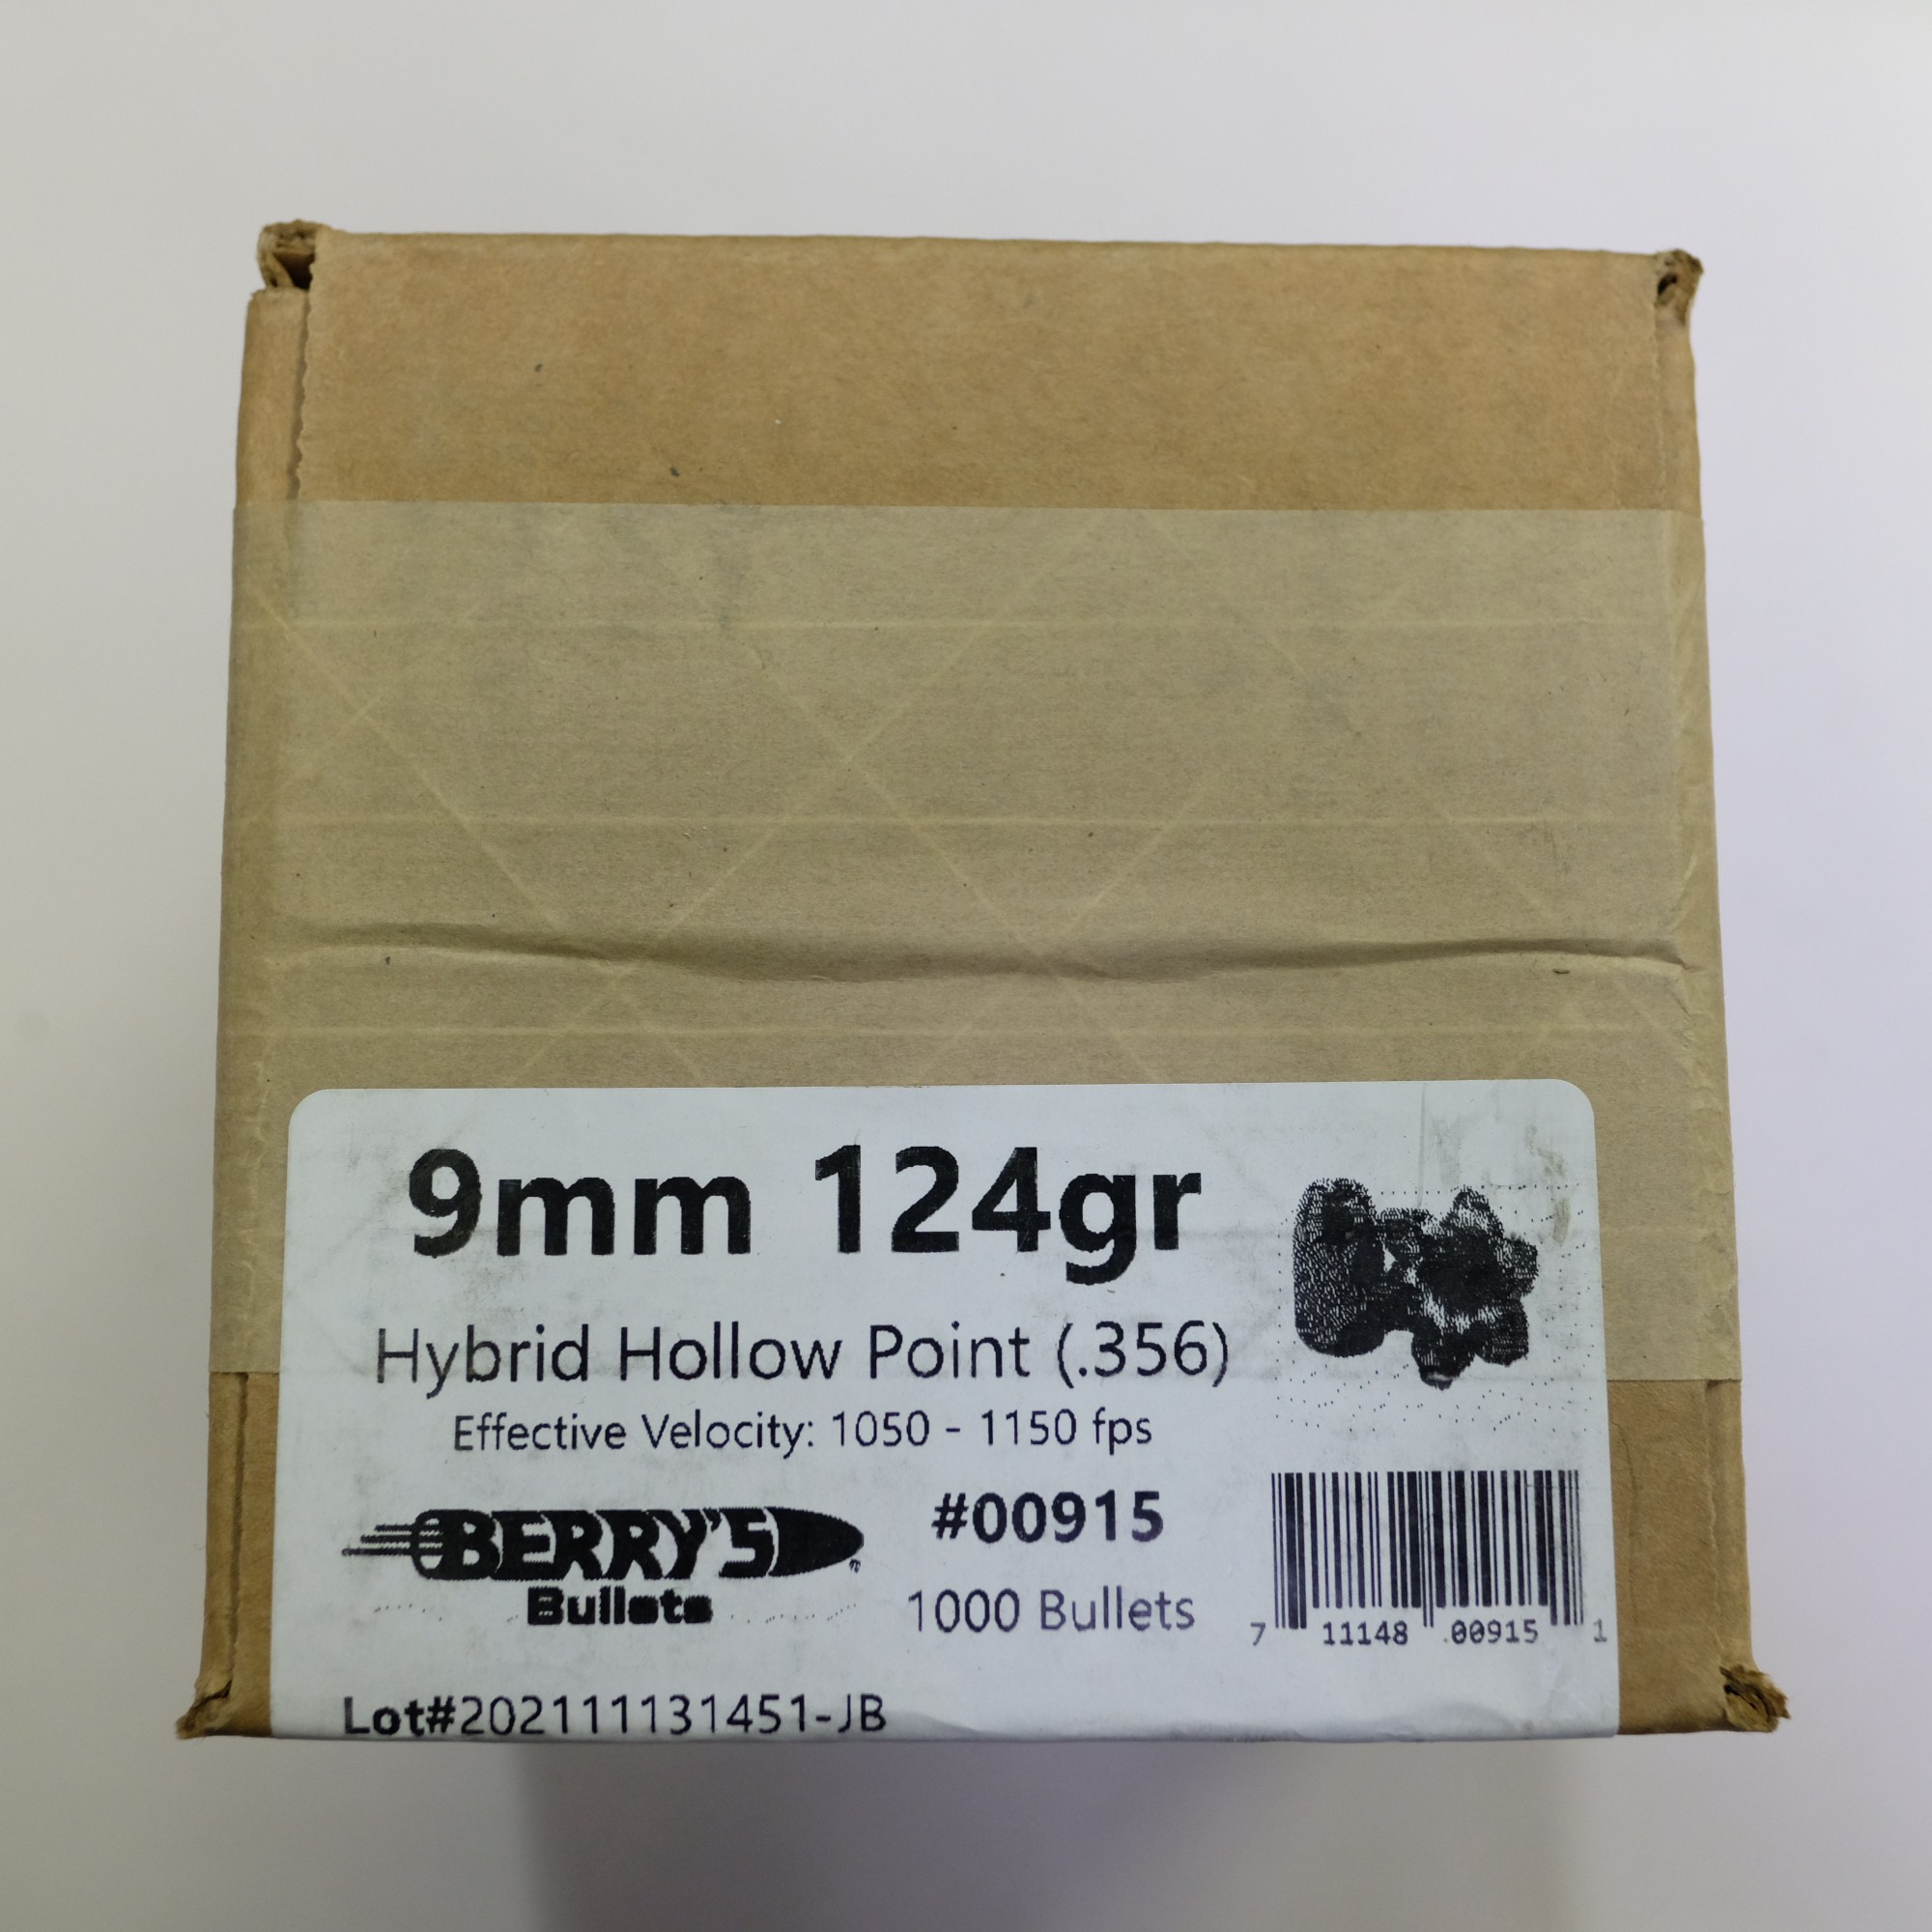 9mm 124gr
Hybrid Hollow Point (.356)
Effective Velocity: 1050 - 1150 fps
BERRY'S
Bullets
#00915
1000 Bullets
7 11148 00915 1
Lot#202111131451-JB